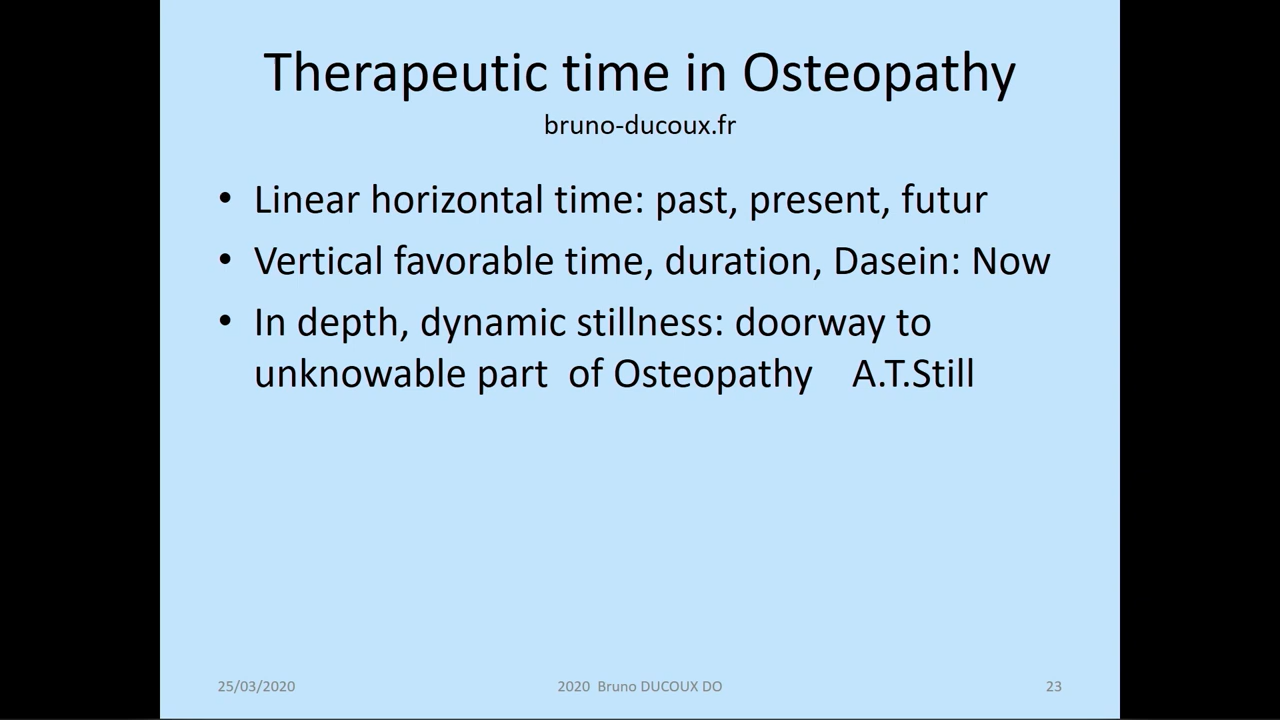 Therapeutic time in Osteopathy
bruno-ducoux.fr
• Linear horizontal time: past, present, futur
• Vertical favorable time, duration, Dasein: Now
• In depth, dynamic stillness: doorway to
unknowable part  of Osteopathy    A.T.Still
25/03/2020
2020  Bruno DUCOUX DO
23